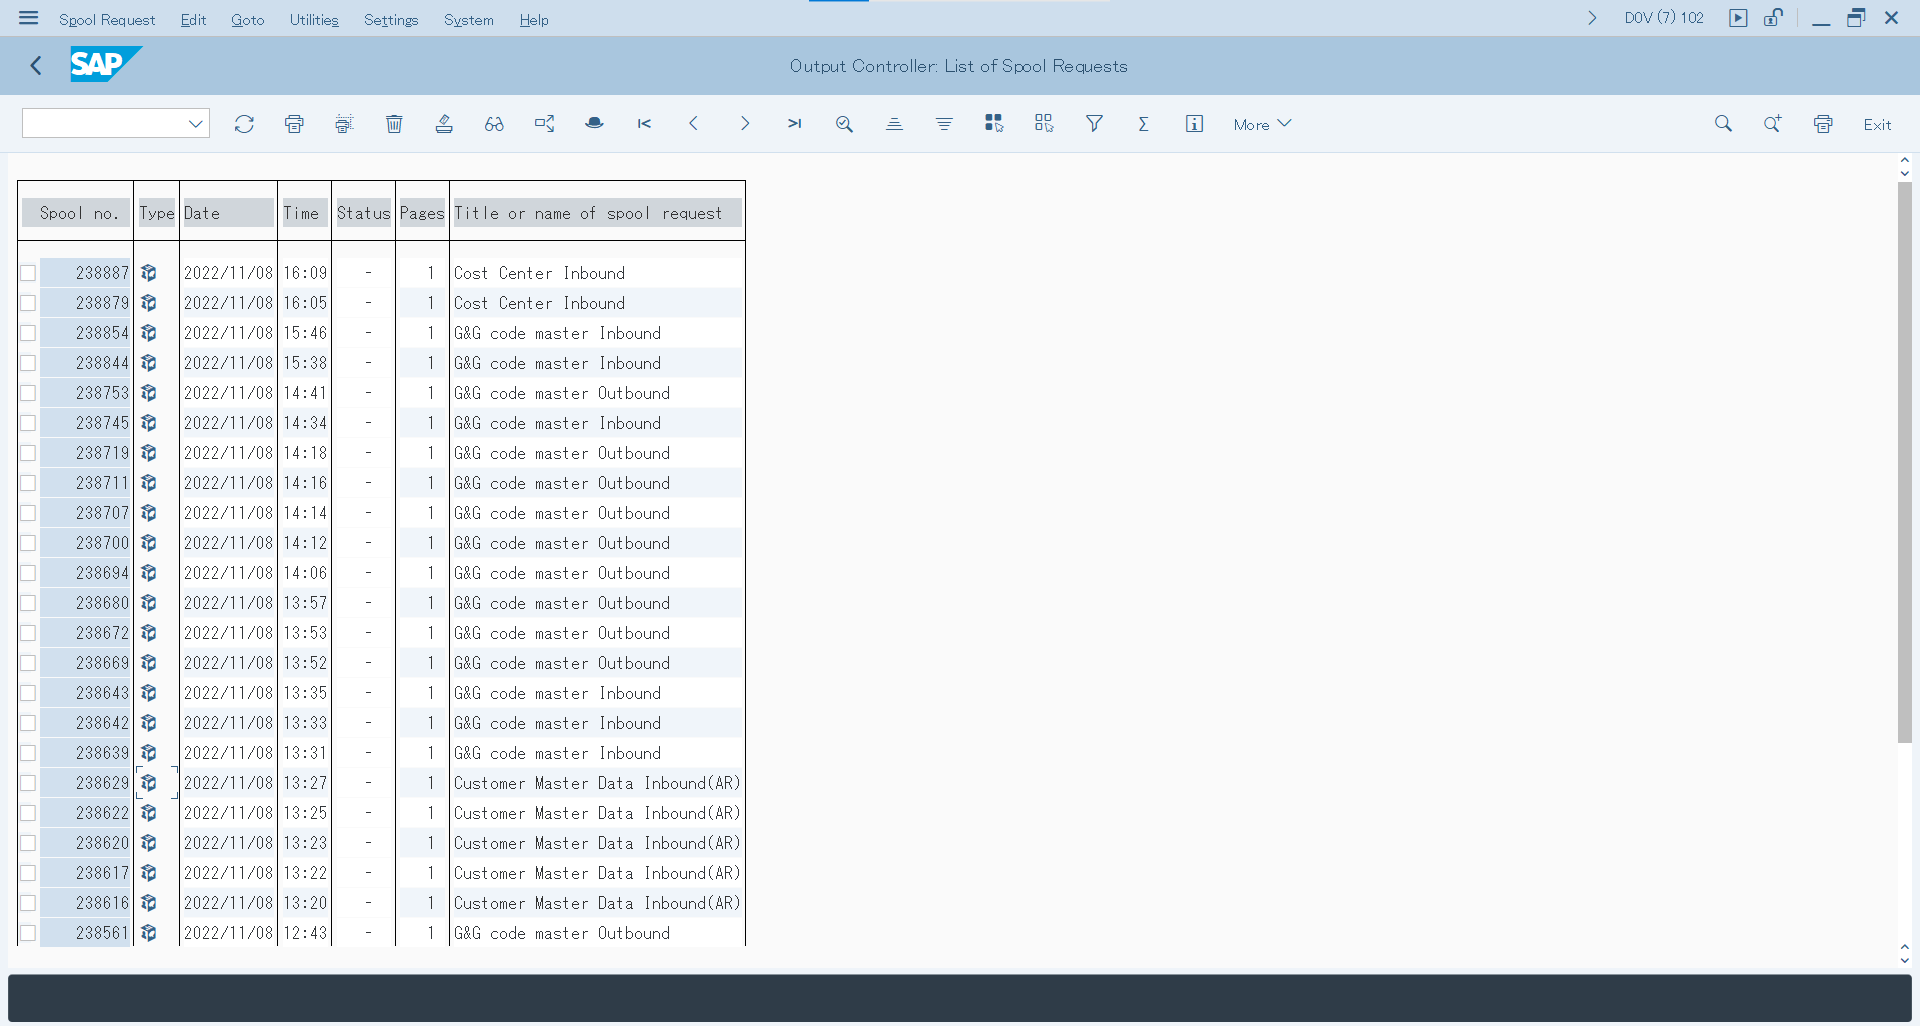 Spool Request Edit Goto Utilities Settings System Help DOV (7) 102
SAP Output Controller: List of Spool Requests
More Exit
Spool no. Type Date Time Status Pages Title or name of spool request
238887 2022/11/08 16:09 - 1 Cost Center Inbound
238879 2022/11/08 16:05 - 1 Cost Center Inbound
238854 2022/11/08 15:46 - 1 G&G code master Inbound
238844 2022/11/08 15:38 - 1 G&G code master Inbound
238753 2022/11/08 14:41 - 1 G&G code master Outbound
238745 2022/11/08 14:34 - 1 G&G code master Inbound
238719 2022/11/08 14:18 - 1 G&G code master Outbound
238711 2022/11/08 14:16 - 1 G&G code master Outbound
238707 2022/11/08 14:14 - 1 G&G code master Outbound
238700 2022/11/08 14:12 - 1 G&G code master Outbound
238694 2022/11/08 14:06 - 1 G&G code master Outbound
238680 2022/11/08 13:57 - 1 G&G code master Outbound
238672 2022/11/08 13:53 - 1 G&G code master Outbound
238669 2022/11/08 13:52 - 1 G&G code master Outbound
238643 2022/11/08 13:35 - 1 G&G code master Inbound
238642 2022/11/08 13:33 - 1 G&G code master Inbound
238639 2022/11/08 13:31 - 1 G&G code master Inbound
238629 2022/11/08 13:27 - 1 Customer Master Data Inbound(AR)
238622 2022/11/08 13:25 - 1 Customer Master Data Inbound(AR)
238620 2022/11/08 13:23 - 1 Customer Master Data Inbound(AR)
238617 2022/11/08 13:22 - 1 Customer Master Data Inbound(AR)
238616 2022/11/08 13:20 - 1 Customer Master Data Inbound(AR)
238561 2022/11/08 12:43 - 1 G&G code master Outbound